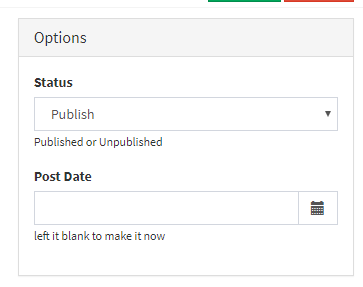 Options
Status
Publish
Published or Unpublished
Post Date
left it blank to make it now